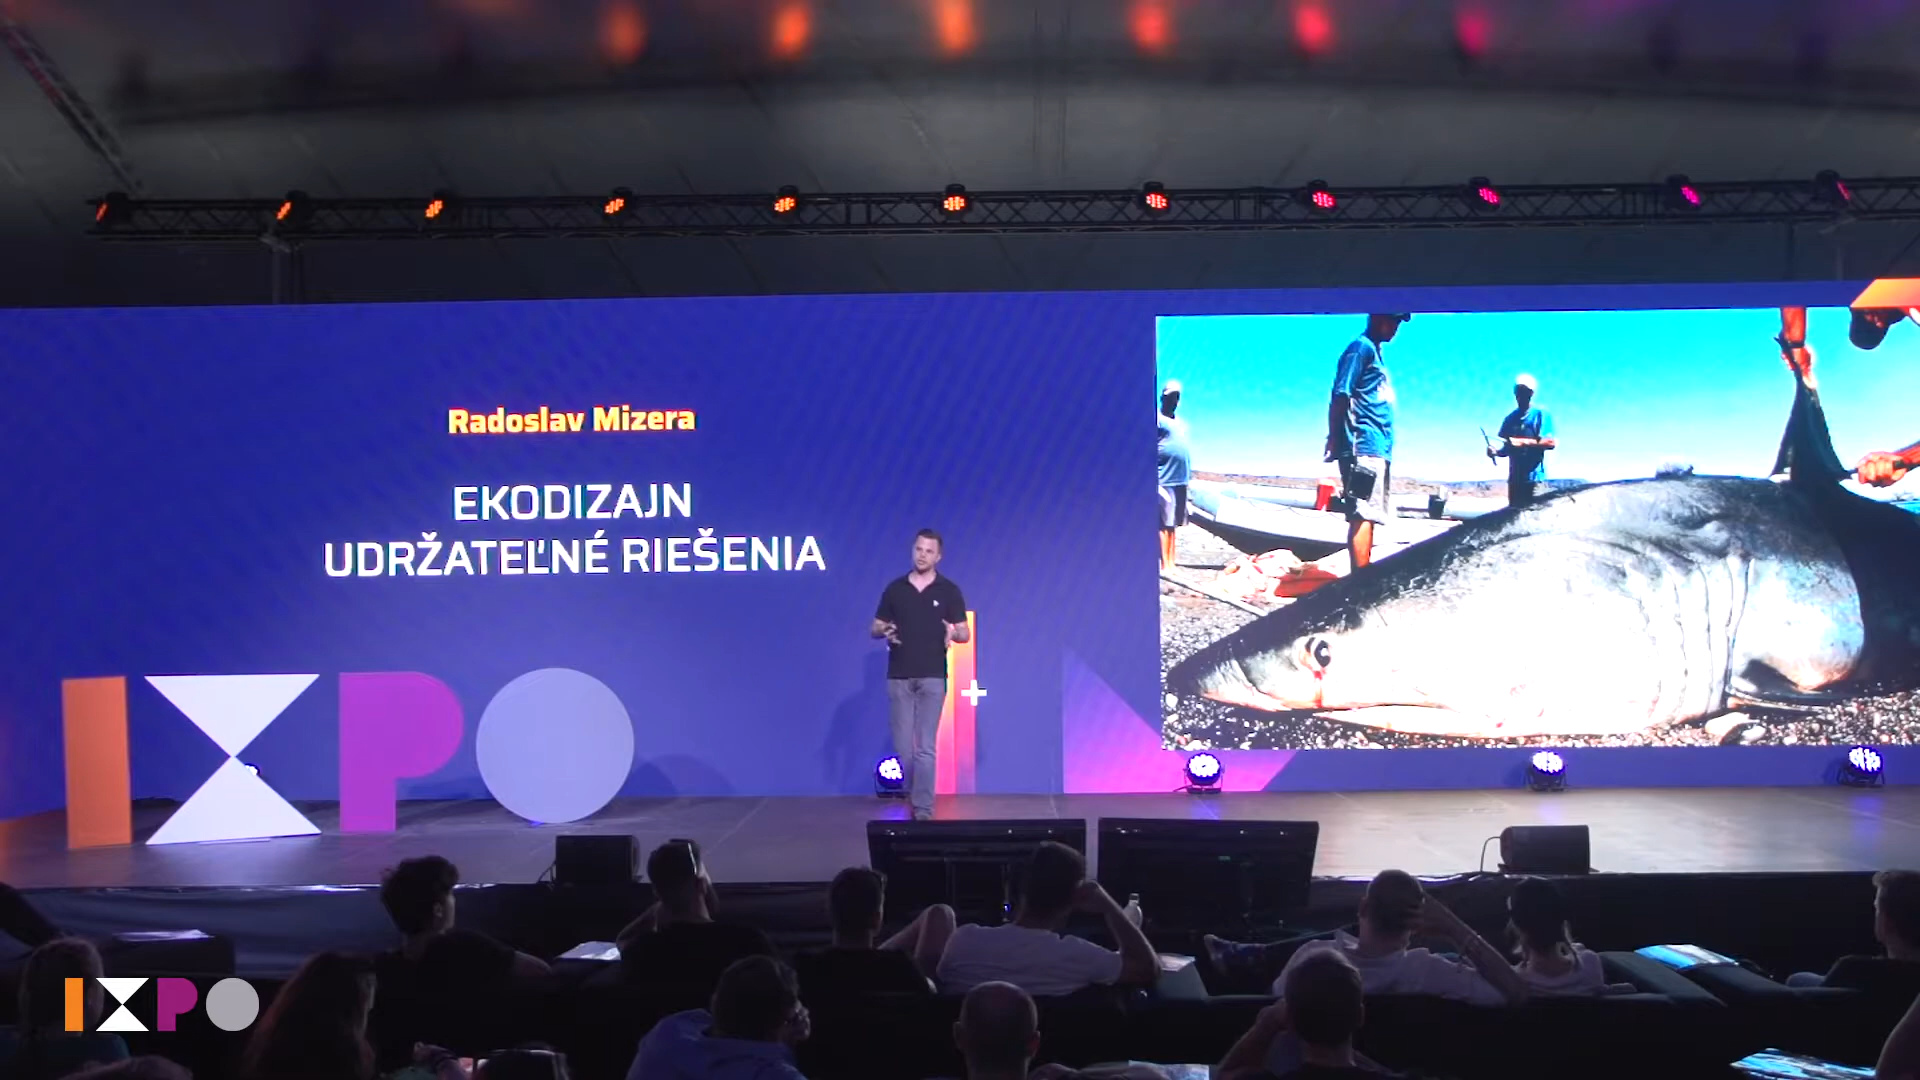 Radoslav Mizera
EKODIZAJN
UDRŽATEĽNÉ RIEŠENIA
IXPO
IXPO